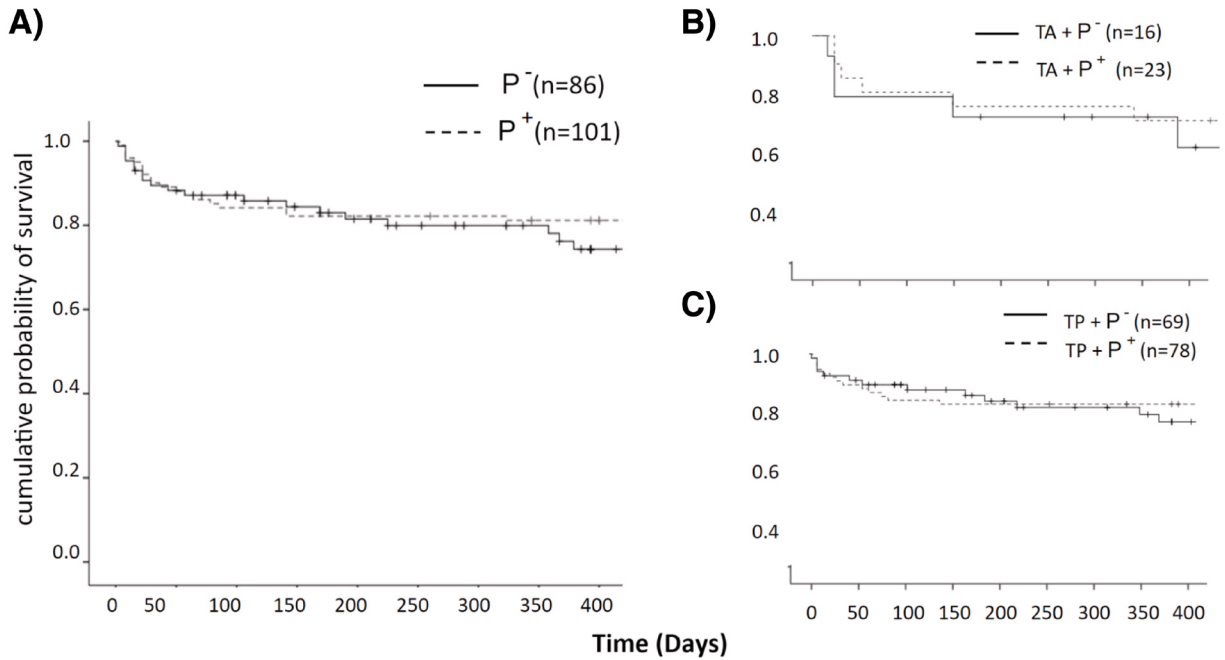 A)
P - (n=86)
P + (n=101)
cumulative probability of survival
1.0
0.8
0.6
0.4
0.2
0.0
0 50 100 150 200 250 300 350 400
B)
TA + P - (n=16)
TA + P + (n=23)
1.0
0.8
0.6
0.4
C)
TP + P - (n=69)
TP + P + (n=78)
1.0
0.8
0.6
0.4
0 50 100 150 200 250 300 350 400
Time (Days)